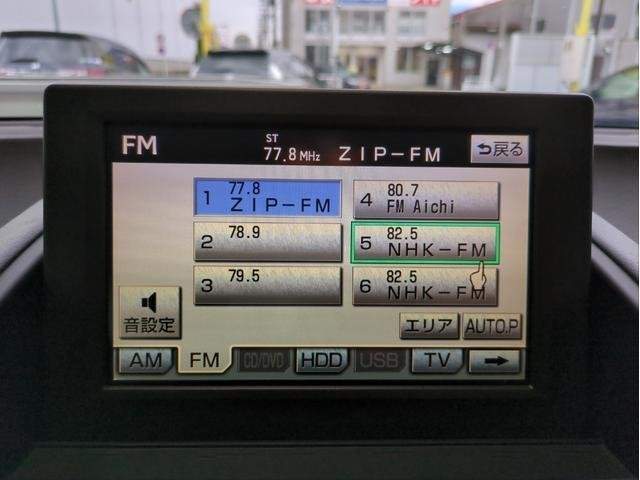 FM
ST
77.8 MHz ZIP-FM
戻る
1 77.8 ZIP-FM
4 80.7 FM Aichi
2 78.9
5 82.5 NHK-FM
3 79.5
6 82.5 NHK-FM
音設定
エリア
AUTO.P
AM FM CD/DVD HDD USB TV